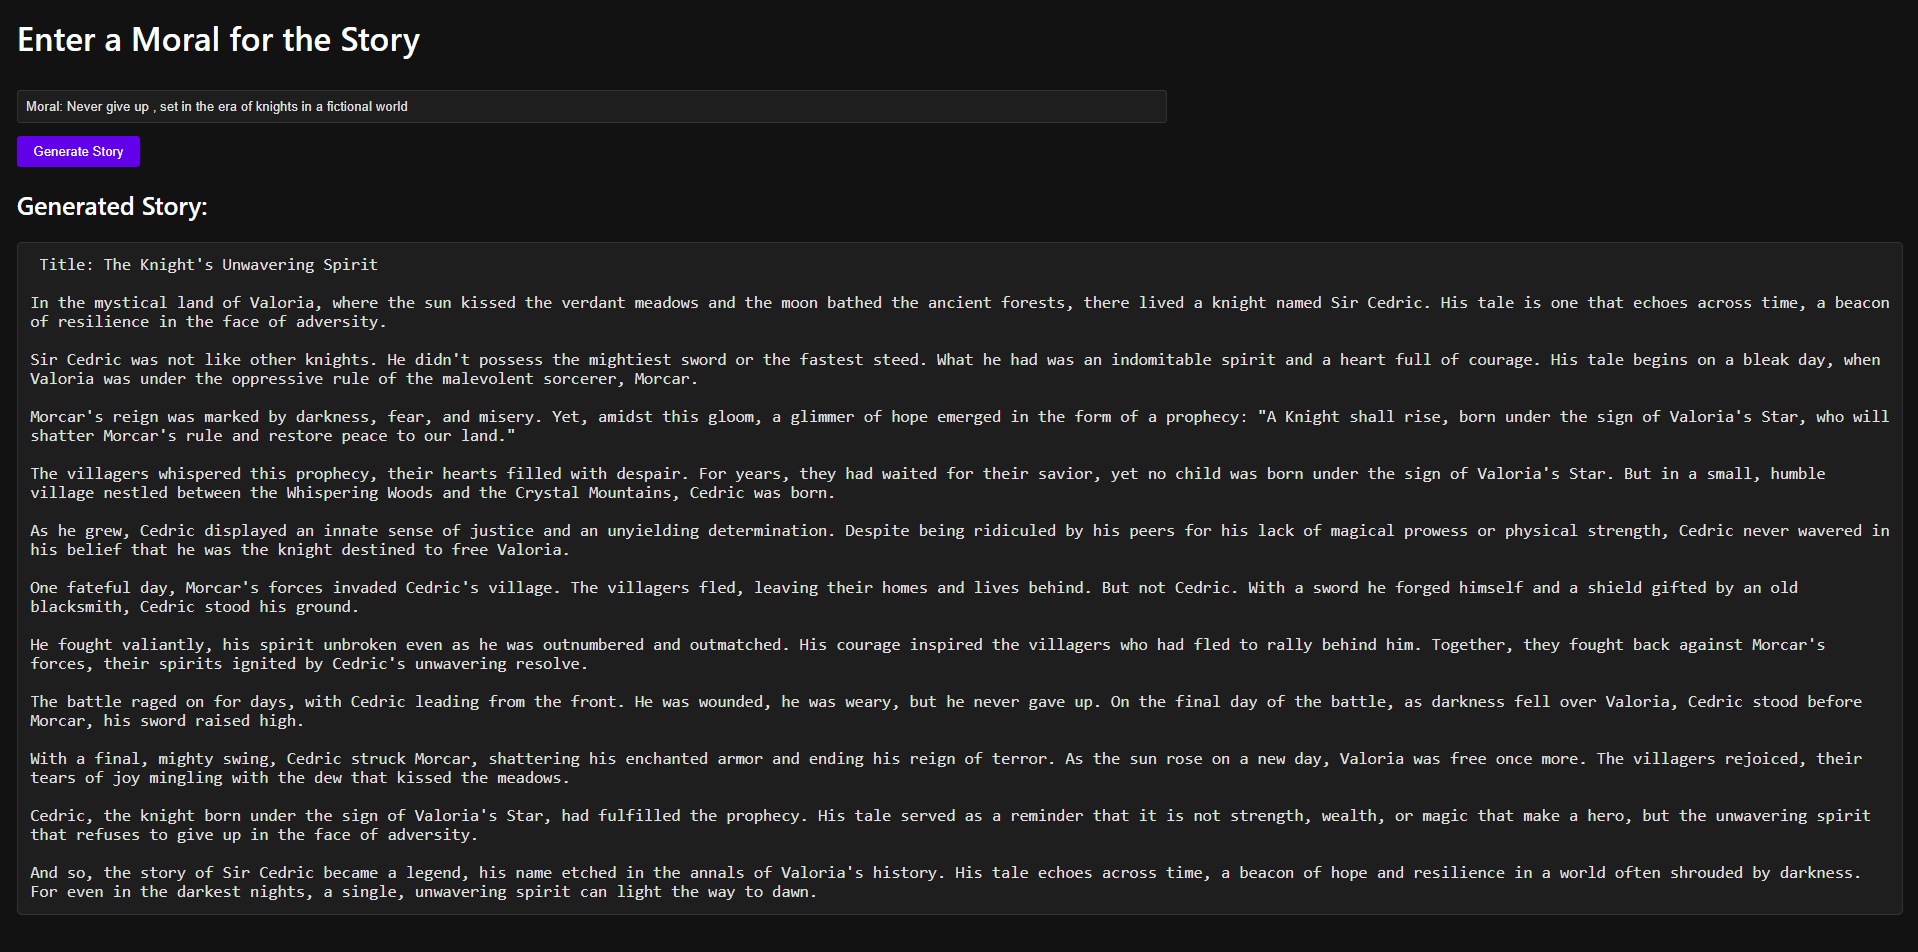 Enter a Moral for the Story
Moral: Never give up , set in the era of knights in a fictional world
Generate Story
Generated Story:
Title: The Knight's Unwavering Spirit
In the mystical land of Valoria, where the sun kissed the verdant meadows and the moon bathed the ancient forests, there lived a knight named Sir Cedric. His tale is one that echoes across time, a beacon
of resilience in the face of adversity.
Sir Cedric was not like other knights. He didn't possess the mightiest sword or the fastest steed. What he had was an indomitable spirit and a heart full of courage. His tale begins on a bleak day, when
Valoria was under the oppressive rule of the malevolent sorcerer, Morcar.
Morcar's reign was marked by darkness, fear, and misery. Yet, amidst this gloom, a glimmer of hope emerged in the form of a prophecy: "A Knight shall rise, born under the sign of Valoria's Star, who will
shatter Morcar's rule and restore peace to our land."
The villagers whispered this prophecy, their hearts filled with despair. For years, they had waited for their savior, yet no child was born under the sign of Valoria's Star. But in a small, humble
village nestled between the Whispering Woods and the Crystal Mountains, Cedric was born.
As he grew, Cedric displayed an innate sense of justice and an unyielding determination. Despite being ridiculed by his peers for his lack of magical prowess or physical strength, Cedric never wavered in
his belief that he was the knight destined to free Valoria.
One fateful day, Morcar's forces invaded Cedric's village. The villagers fled, leaving their homes and lives behind. But not Cedric. With a sword he forged himself and a shield gifted by an old
blacksmith, Cedric stood his ground.
He fought valiantly, his spirit unbroken even as he was outnumbered and outmatched. His courage inspired the villagers who had fled to rally behind him. Together, they fought back against Morcar's
forces, their spirits ignited by Cedric's unwavering resolve.
The battle raged on for days, with Cedric leading from the front. He was wounded, he was weary, but he never gave up. On the final day of the battle, as darkness fell over Valoria, Cedric stood before
Morcar, his sword raised high.
With a final, mighty swing, Cedric struck Morcar, shattering his enchanted armor and ending his reign of terror. As the sun rose on a new day, Valoria was free once more. The villagers rejoiced, their
tears of joy mingling with the dew that kissed the meadows.
Cedric, the knight born under the sign of Valoria's Star, had fulfilled the prophecy. His tale served as a reminder that it is not strength, wealth, or magic that make a hero, but the unwavering spirit
that refuses to give up in the face of adversity.
And so, the story of Sir Cedric became a legend, his name etched in the annals of Valoria's history. His tale echoes across time, a beacon of hope and resilience in a world often shrouded by darkness.
For even in the darkest nights, a single, unwavering spirit can light the way to dawn.